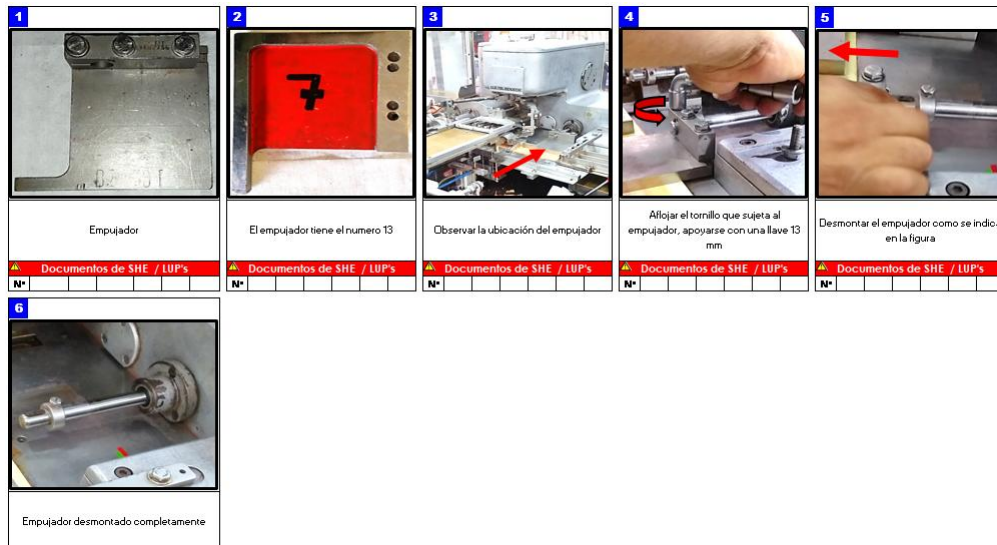 1
2
3
4
5
7
Empujador
El empujador tiene el numero 13
Observar la ubicación del empujador
Aflojar el tornillo que sujeta al
empujador, apoyarse con una llave 13
mm
Desmontar el empujador como se indica
en la figura
Documentos de SHE / LUP's
Documentos de SHE / LUP's
Documentos de SHE / LUP's
Documentos de SHE / LUP's
Documentos de SHE / LUP's
N°
N°
N°
N°
N°
6
Empujador desmontado completamente